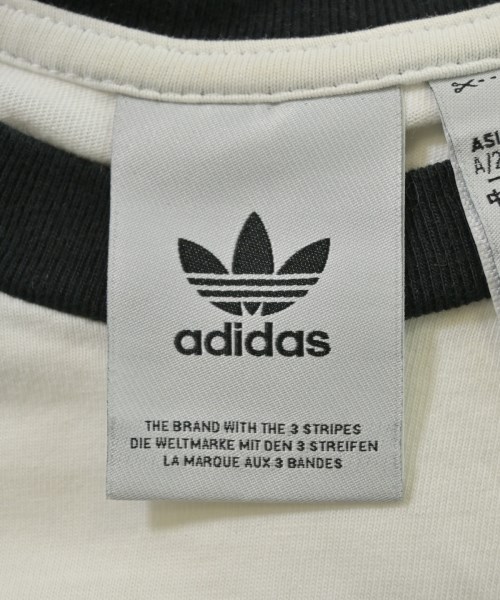 adidas
THE BRAND WITH THE 3 STRIPES
DIE WELTMARKE MIT DEN 3 STREIFEN
LA MARQUE AUX 3 BANDES